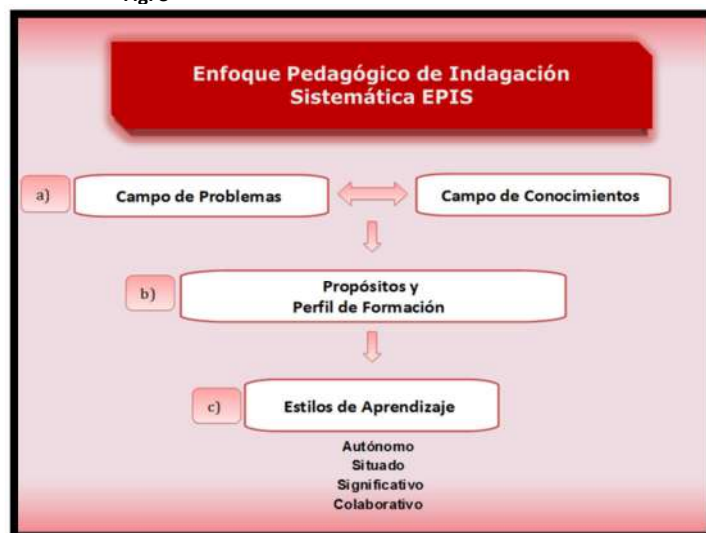 Enfoque Pedagógico de Indagación
Sistemática EPIS
a)
Campo de Problemas
Campo de Conocimientos
b)
Propósitos y
Perfil de Formación
c)
Estilos de Aprendizaje
Autónomo
Situado
Significativo
Colaborativo